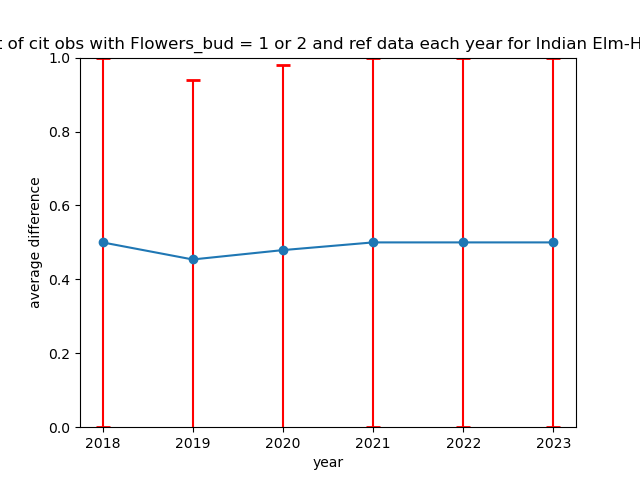 of cit obs with Flowers_bud = 1 or 2 and ref data each year for Indian Elm-H
1.0
0.8
0.6
0.4
0.2
0.0
average difference
2018 2019 2020 2021 2022 2023
year